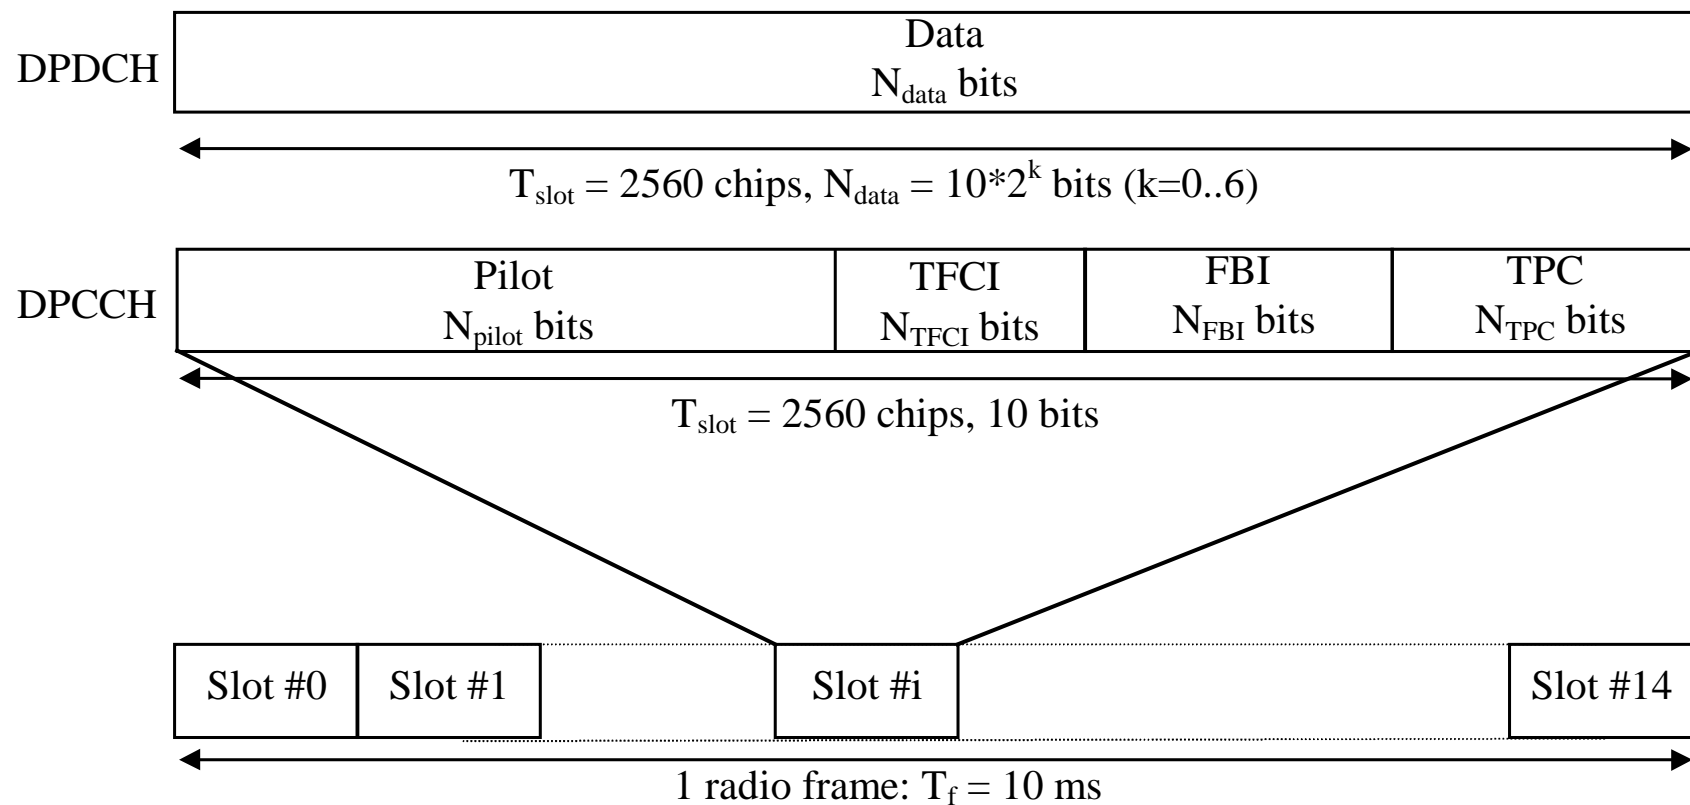 Data
DPDCH
N_data bits
T_slot = 2560 chips, N_data = 10*2^k bits (k=0..6)
Pilot TFCI FBI TPC
DPCCH
N_pilot bits N_TFCI bits N_FBI bits N_TPC bits
T_slot = 2560 chips, 10 bits
Slot #0 Slot #1 Slot #i Slot #14
1 radio frame: T_f = 10 ms